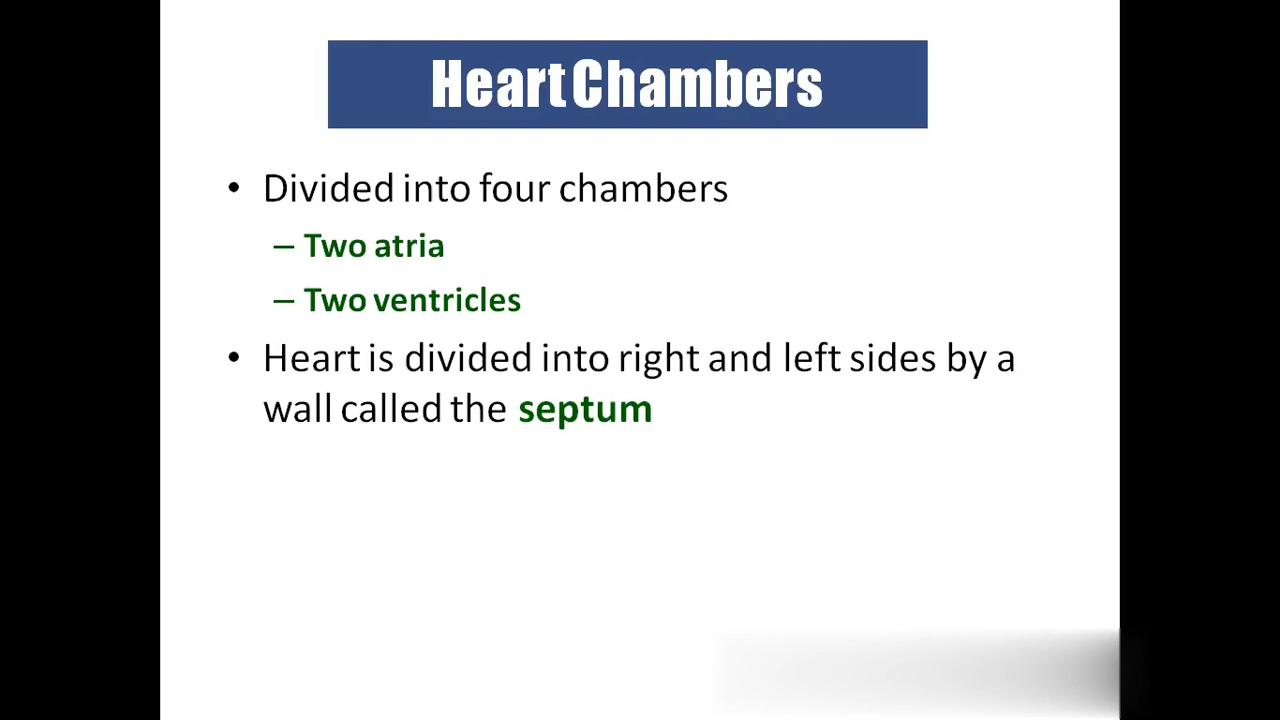 Heart Chambers
• Divided into four chambers
– Two atria
– Two ventricles
• Heart is divided into right and left sides by a
wall called the septum